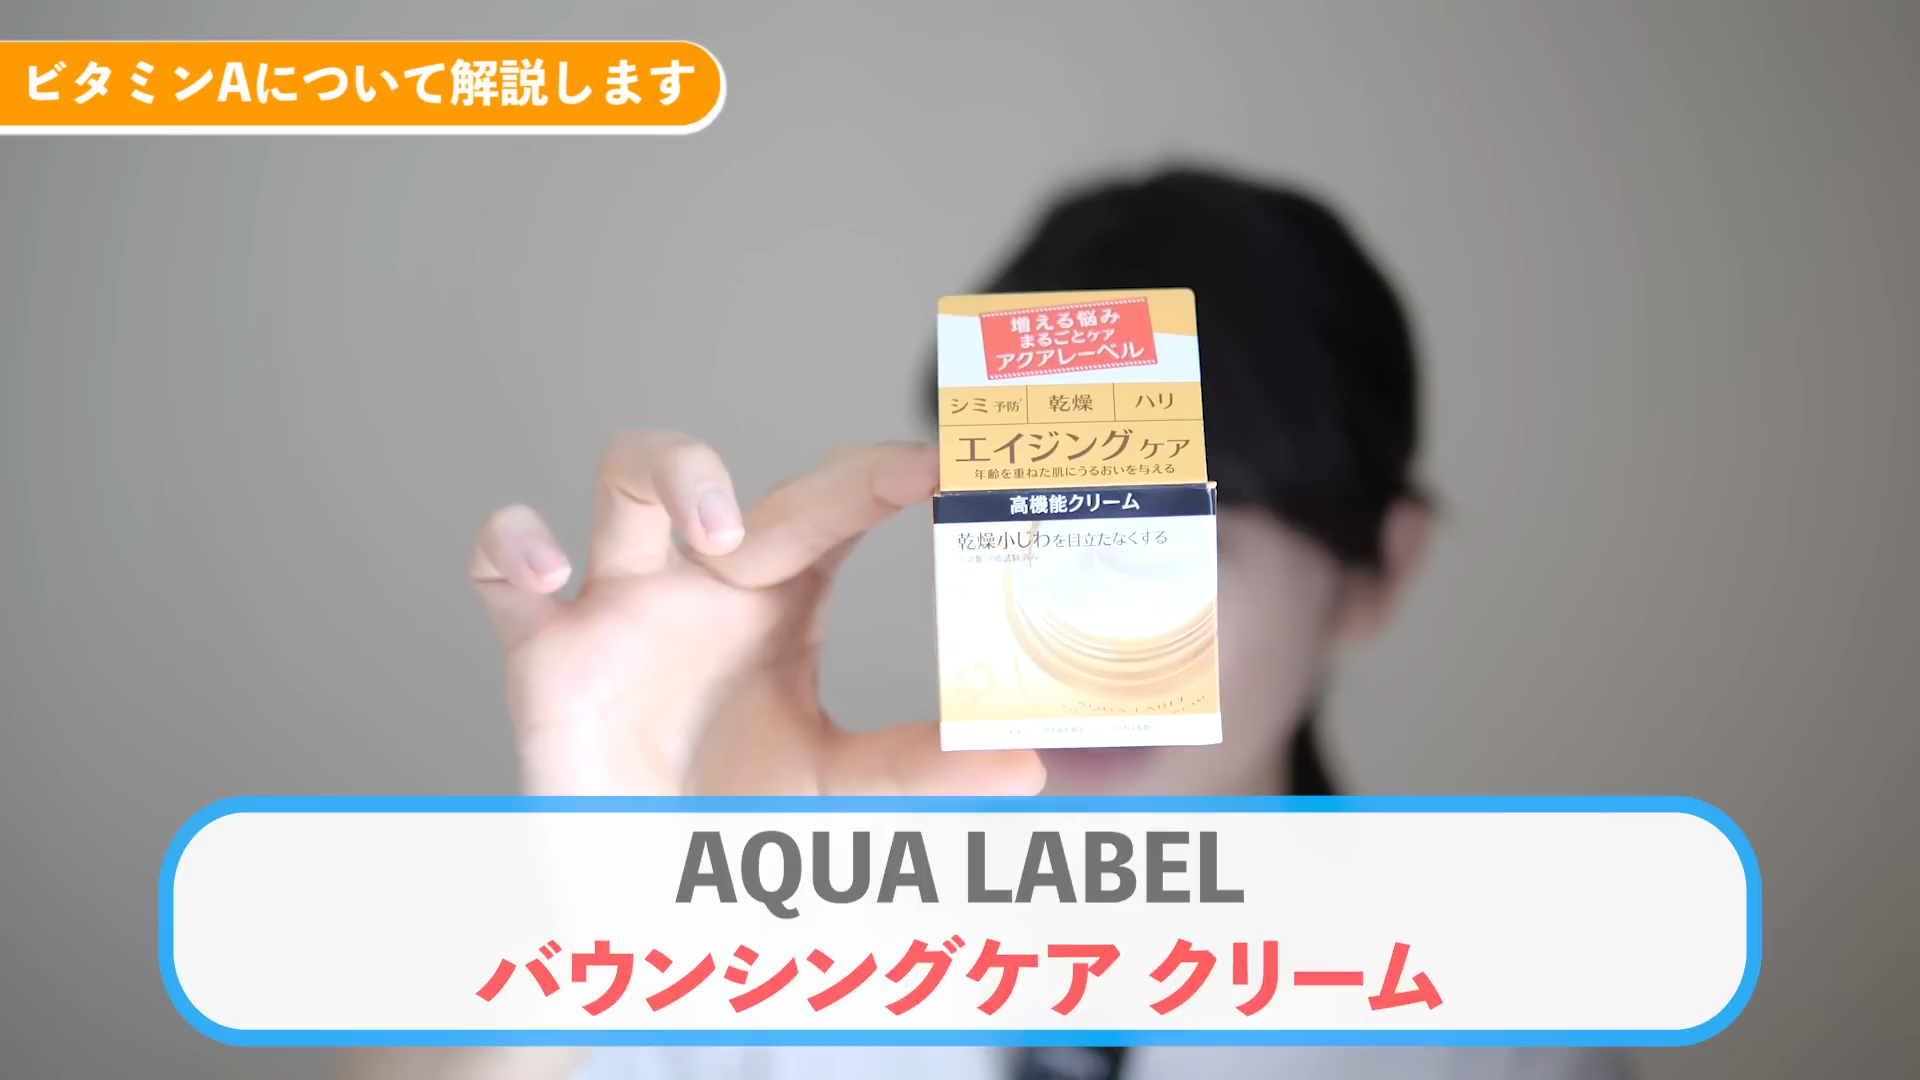 ビタミンAについて解説します
増える悩み
まるごとケア
アクアレーベル
シミ予防 乾燥 ハリ
エイジングケア
年齢を重ねた肌にうるおいを与える
高機能クリーム
乾燥小じわを目立たなくする
AQUA LABEL
AQUA LABEL
バウンシングケア クリーム